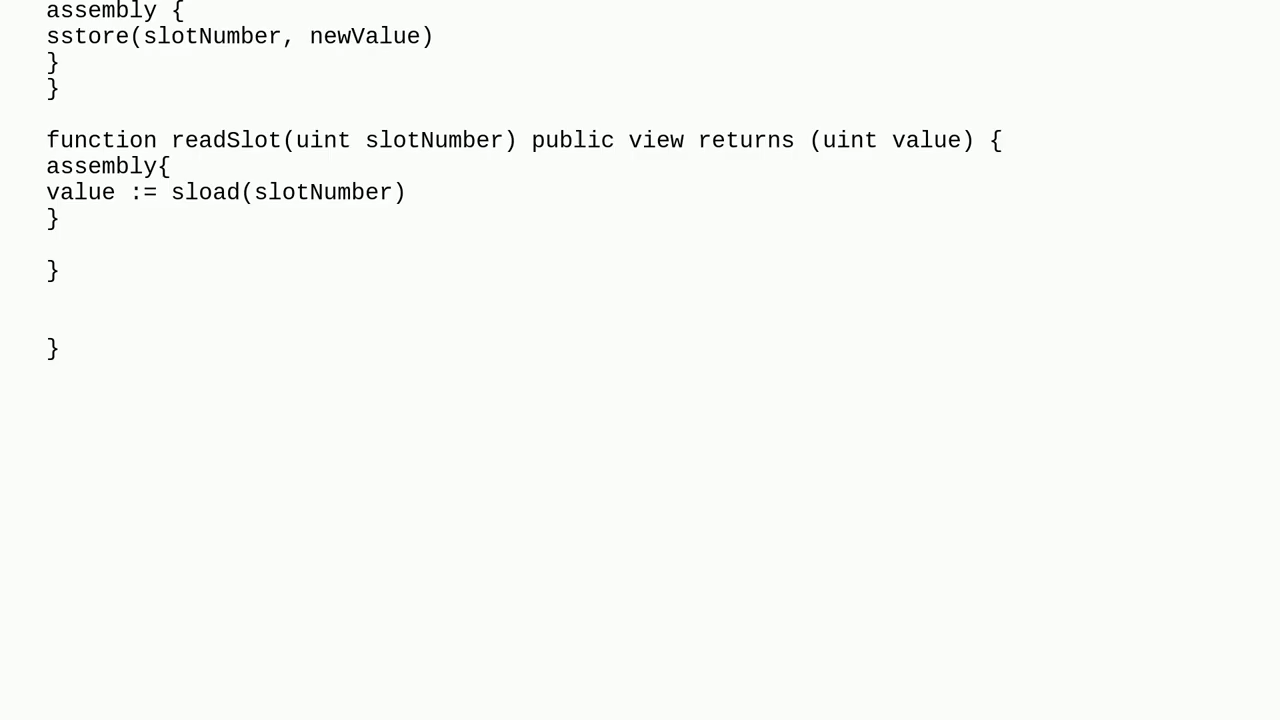 assembly {
sstore(slotNumber, newValue)
}
}
function readSlot(uint slotNumber) public view returns (uint value) {
assembly{
value := sload(slotNumber)
}
}
}